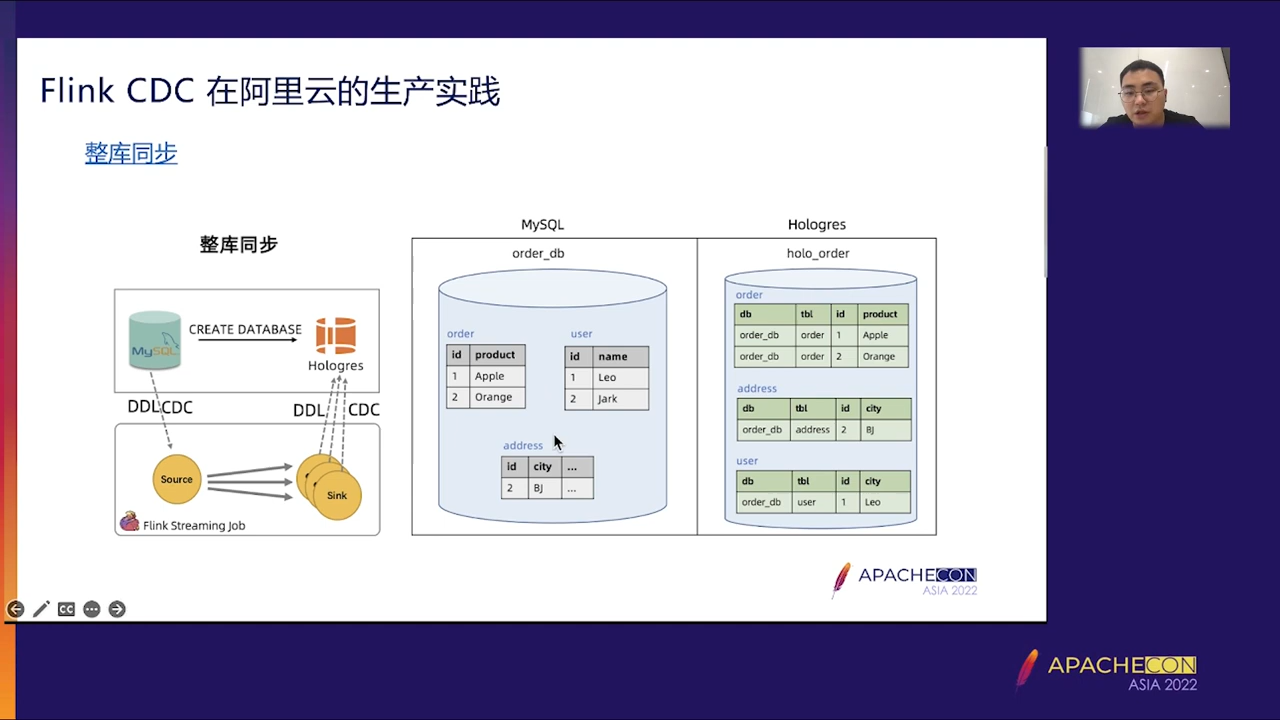 Flink CDC 在阿里云的生产实践
整库同步
整库同步
MySQL
CREATE DATABASE
Hologres
DDL CDC
DDL CDC
Source
Sink
Flink Streaming Job
MySQL
Hologres
order_db
holo_order
order
id product
1 Apple
2 Orange
user
id name
1 Leo
2 Jark
address
id city ...
2 BJ ...
order
db tbl id product
order_db order 1 Apple
order_db order 2 Orange
address
db tbl id city
order_db address 2 BJ
user
db tbl id city
order_db user 1 Leo
APACHECON
ASIA 2022
CC
APACHECON
ASIA 2022